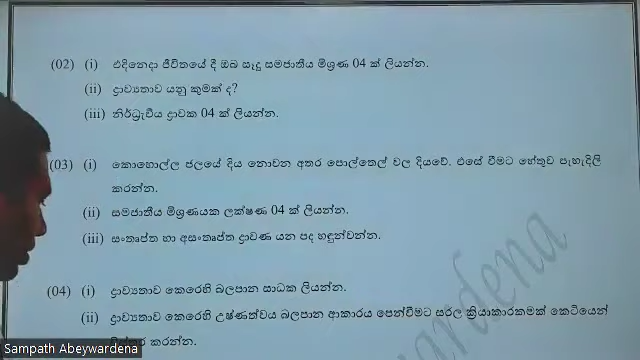 (02) (i) එදිනෙදා ජීවිතයේ දී ඔබ සෑදූ සමජාතීය මිශ්‍රණ 04 ක් ලියන්න.
(ii) ද්‍රාව්‍යතාව යනු කුමක් ද?
(iii) නිර්ධ්‍රැවීය ද්‍රාවක 04 ක් ලියන්න.
(03) (i) කොහොල්ල ජලයේ දිය නොවන අතර පොල්තෙල් වල දියවේ. එසේ වීමට හේතුව පැහැදිලි
කරන්න.
(ii) සමජාතීය මිශ්‍රණයක ලක්ෂණ 04 ක් ලියන්න.
(iii) සංතෘප්ත හා අසංතෘප්ත ද්‍රාවණ යන පද හඳුන්වන්න.
(04) (i) ද්‍රාව්‍යතාව කෙරෙහි බලපාන සාධක ලියන්න.
(ii) ද්‍රාව්‍යතාව කෙරෙහි උෂ්ණත්වය බලපාන ආකාරය පෙන්වීමට සරල ක්‍රියාකාරකමක් කෙටියෙන්
කරන්න.
Sampath Abeywardena